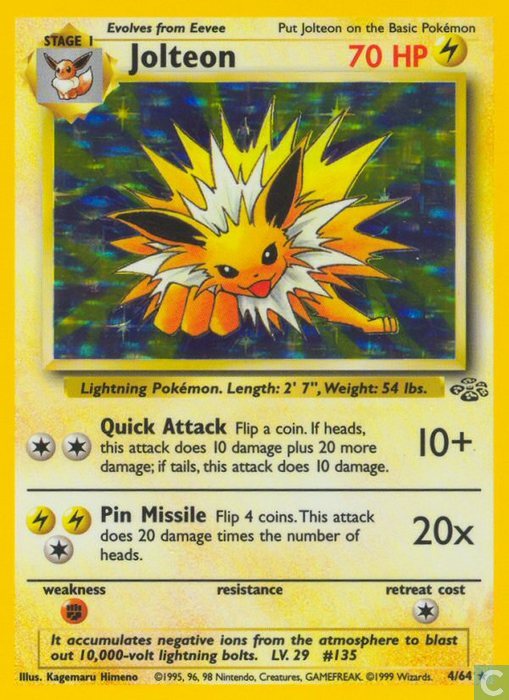 Evolves from Eevee
Put Jolteon on the Basic Pokémon
STAGE 1
Jolteon
70 HP
Lightning Pokémon. Length: 2' 7", Weight: 54 lbs.
Quick Attack Flip a coin. If heads,
this attack does 10 damage plus 20 more
damage; if tails, this attack does 10 damage.
10+
Pin Missile Flip 4 coins. This attack
does 20 damage times the number of
heads.
20x
weakness
resistance
retreat cost
It accumulates negative ions from the atmosphere to blast
out 10,000-volt lightning bolts. LV. 29 #135
Illus. Kagemaru Himeno ©1995, 96, 98 Nintendo, Creatures, GAMEFREAK. ©1999 Wizards. 4/64 ★
C